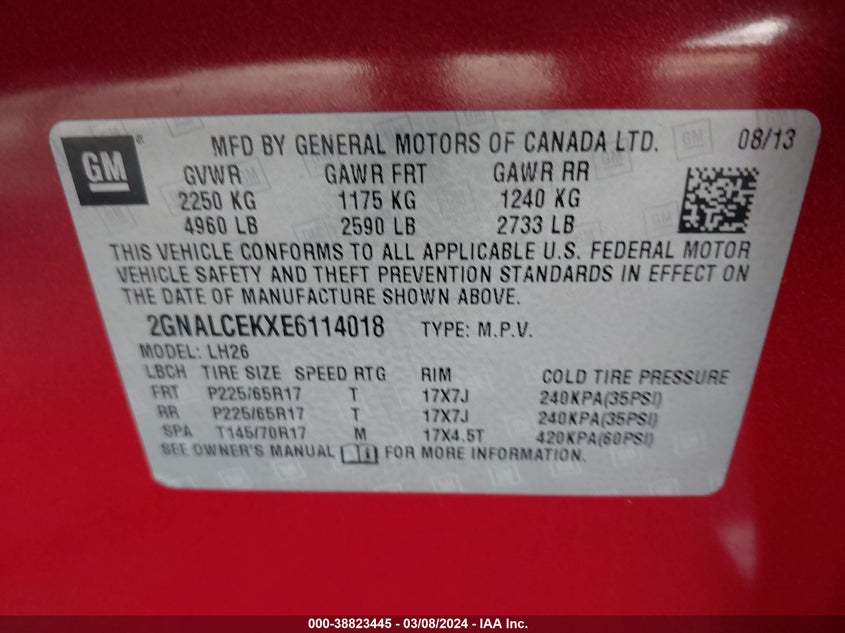 GM
MFD BY GENERAL MOTORS OF CANADA LTD. 08/13
GVWR GAWR FRT GAWR RR
2250 KG 1175 KG 1240 KG
4960 LB 2590 LB 2733 LB
THIS VEHICLE CONFORMS TO ALL APPLICABLE U.S. FEDERAL MOTOR
VEHICLE SAFETY AND THEFT PREVENTION STANDARDS IN EFFECT ON
THE DATE OF MANUFACTURE SHOWN ABOVE.
2GNALCEKXE6114018 TYPE: M.P.V.
MODEL: LH26
LBCH TIRE SIZE SPEED RTG RIM COLD TIRE PRESSURE
FRT P225/65R17 T 17X7J 240KPA(35PSI)
RR P225/65R17 T 17X7J 240KPA(35PSI)
SPA T145/70R17 M 17X4.5T 420KPA(60PSI)
SEE OWNER'S MANUAL FOR MORE INFORMATION.
000-38823445 - 03/08/2024 - IAA Inc.